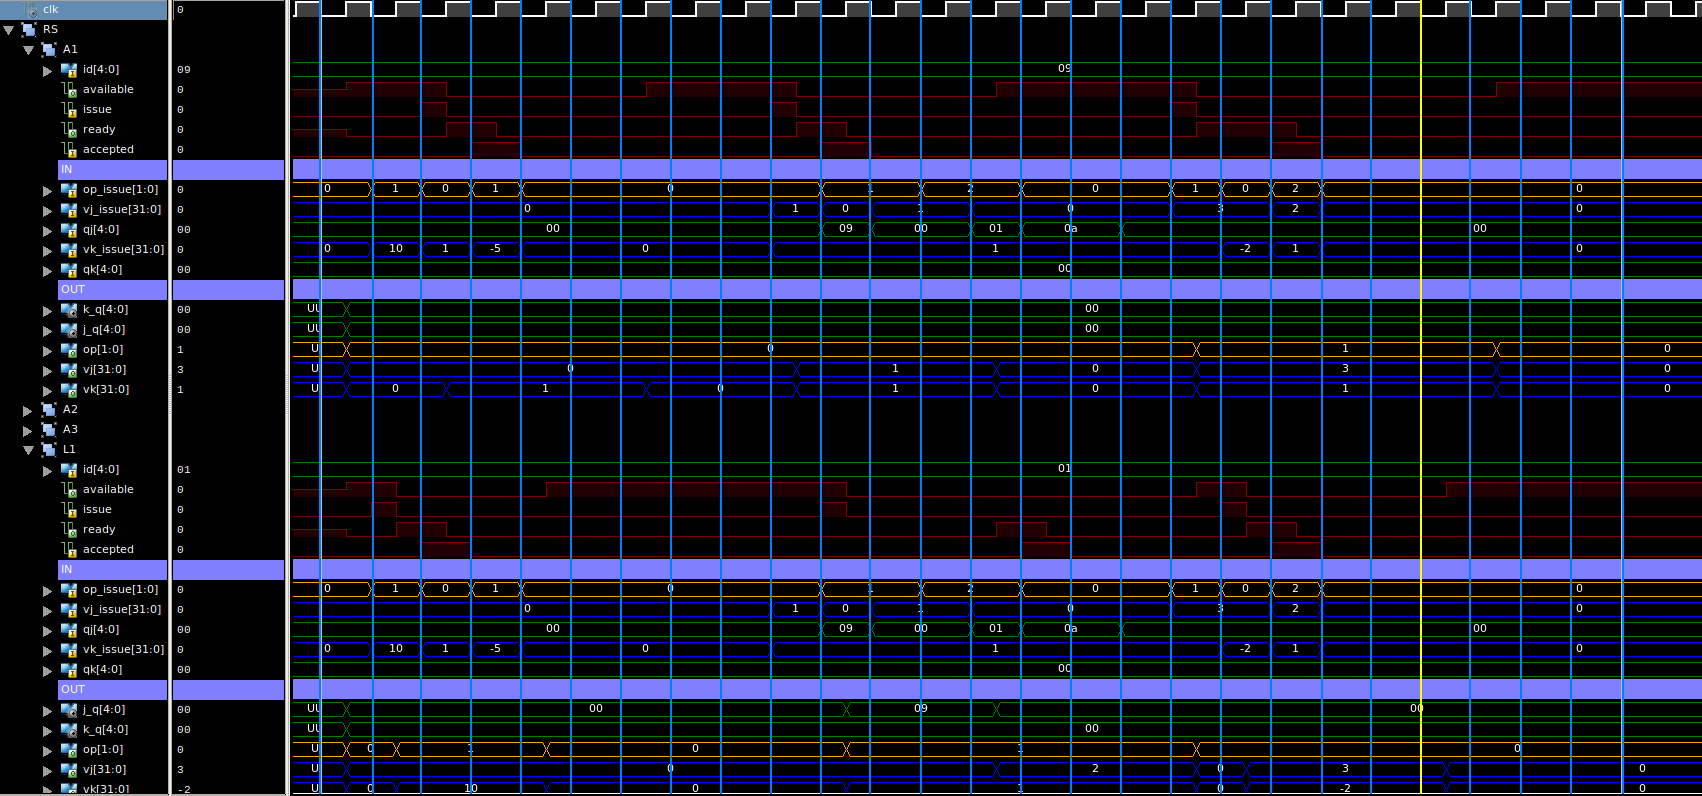 clk 0
RS
A1
id[4:0] 09 09
available 0
issue 0
ready 0
accepted 0
IN
op_issue[1:0] 0 0 1 0 1 0 1 2 0 1 0 2 0
vj_issue[31:0] 0 0 1 0 1 0 3 2 0
qj[4:0] 00 00 09 00 01 0a 00
vk_issue[31:0] 0 0 10 1 -5 0 1 -2 1 0
qk[4:0] 00 00
OUT
k_q[4:0] 00 UU 00
j_q[4:0] 00 UU 00
op[1:0] 1 U 0 1 0
vj[31:0] 3 U 0 1 0 3 0
vk[31:0] 1 U 0 1 0 1 0 1 0
A2
A3
L1
id[4:0] 01 01
available 0
issue 0
ready 0
accepted 0
IN
op_issue[1:0] 0 0 1 0 1 0 1 2 0 1 0 2 0
vj_issue[31:0] 0 0 1 0 1 0 3 2 0
qj[4:0] 00 00 09 00 01 0a 00
vk_issue[31:0] 0 0 10 1 -5 0 1 -2 1 0
qk[4:0] 00 00
OUT
j_q[4:0] 00 UU 00 09 00
k_q[4:0] 00 UU 00
op[1:0] 0 U 0 1 0 1 0
vj[31:0] 3 U 0 2 0 3 0
vk[31:0] -2 U 0 10 0 1 0 -2 0